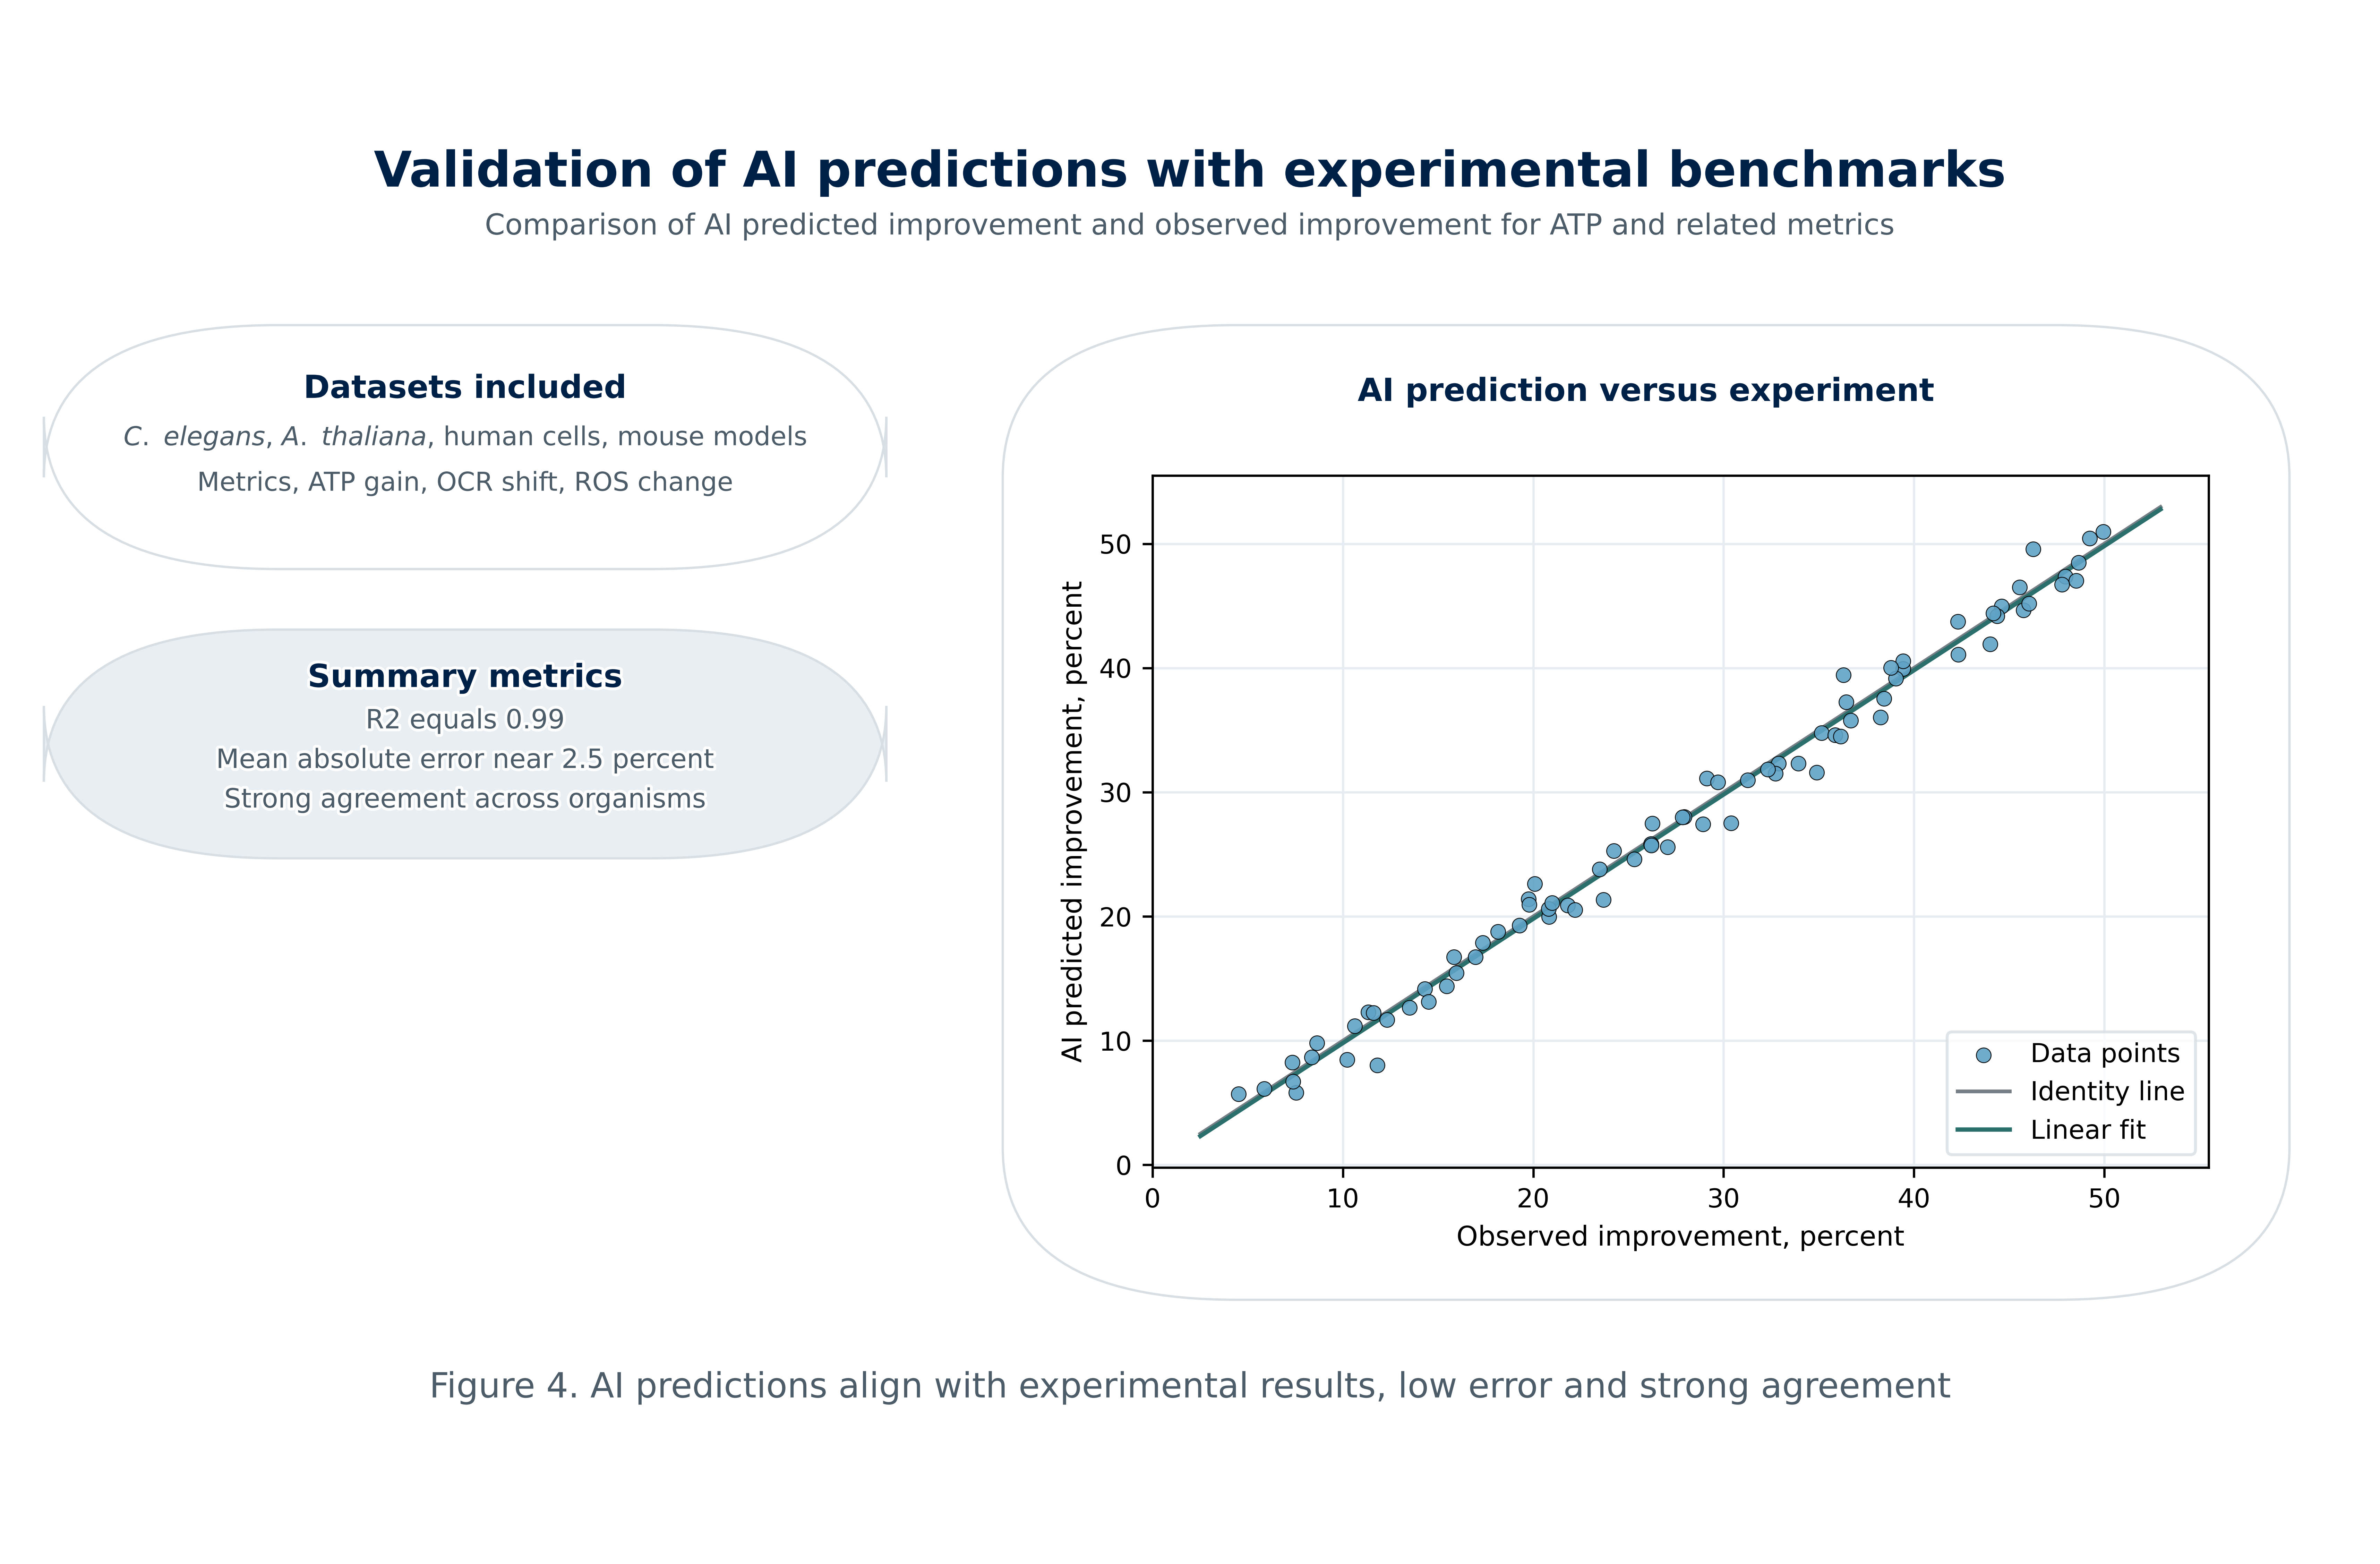 Validation of AI predictions with experimental benchmarks
Comparison of AI predicted improvement and observed improvement for ATP and related metrics
Datasets included
C. elegans, A. thaliana, human cells, mouse models
Metrics, ATP gain, OCR shift, ROS change
Summary metrics
R2 equals 0.99
Mean absolute error near 2.5 percent
Strong agreement across organisms
AI prediction versus experiment
AI predicted improvement, percent
50
40
30
20
10
0
0 10 20 30 40 50
Observed improvement, percent
Data points
Identity line
Linear fit
Figure 4. AI predictions align with experimental results, low error and strong agreement